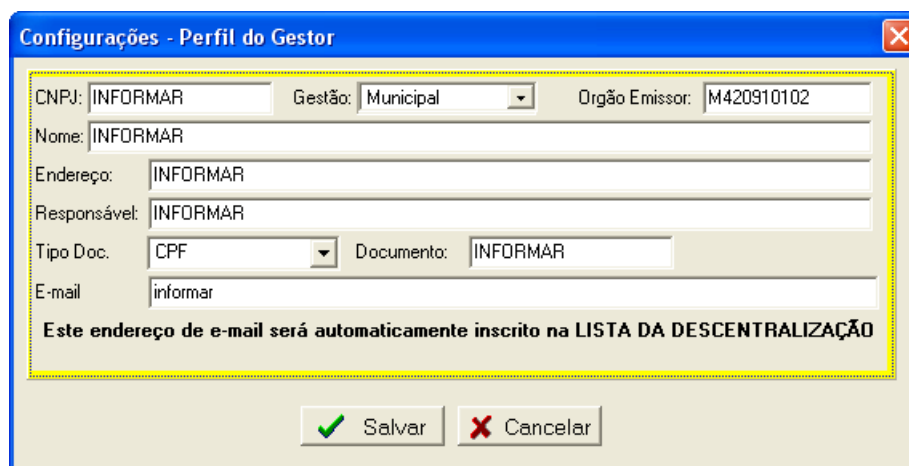 Configurações - Perfil do Gestor
CNPJ: INFORMAR Gestão: Municipal Orgão Emissor: M420910102
Nome: INFORMAR
Endereço: INFORMAR
Responsável: INFORMAR
Tipo Doc. CPF Documento: INFORMAR
E-mail informar
Este endereço de e-mail será automaticamente inscrito na LISTA DA DESCENTRALIZAÇÃO
Salvar Cancelar